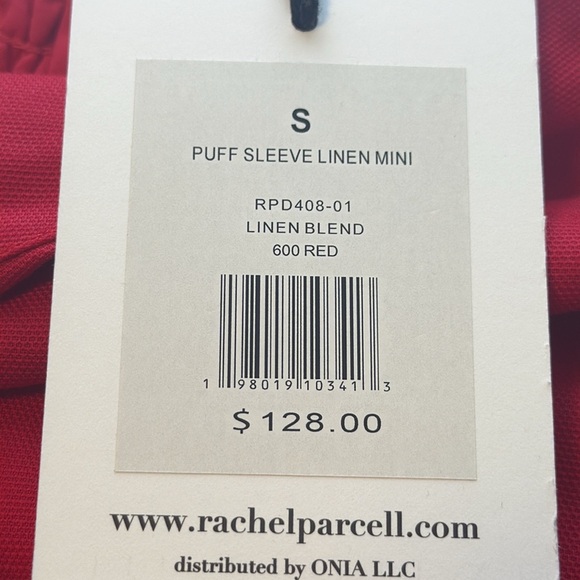 S
PUFF SLEEVE LINEN MINI
RPD408-01
LINEN BLEND
600 RED
1 98019 10341 3
$ 128.00
www.rachelparcell.com
distributed by ONIA LLC